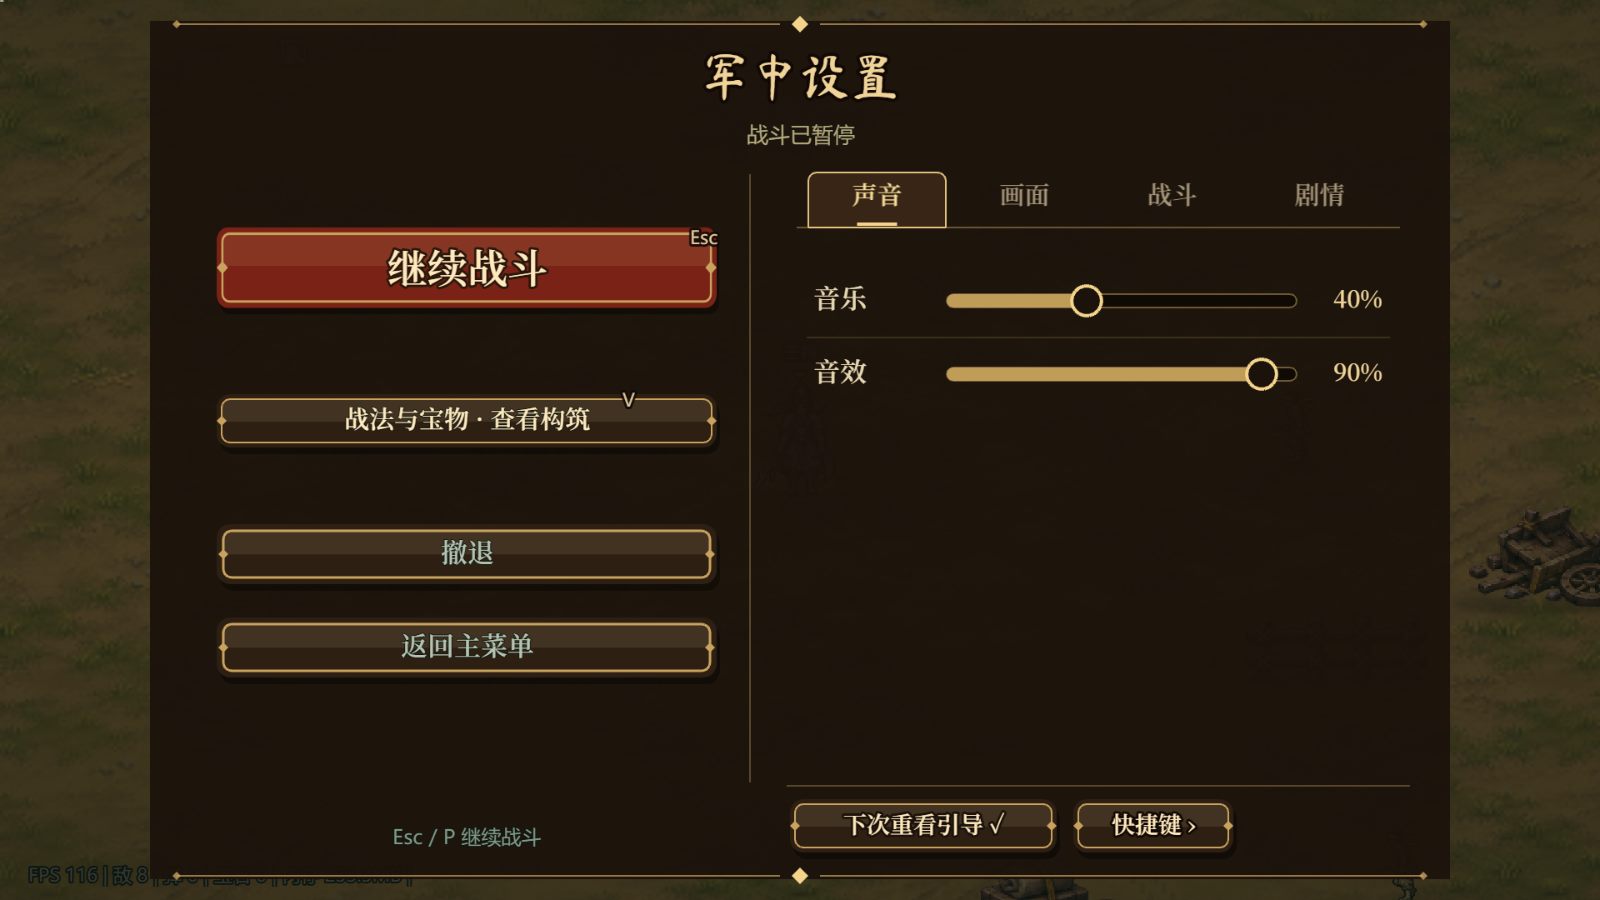 军中设置
战斗已暂停
声音
画面
战斗
剧情
Esc
继续战斗
音乐
40%
音效
90%
V
战法与宝物·查看构筑
撤退
返回主菜单
下次重看引导√
快捷键›
Esc / P 继续战斗
FPS 116 | 敌 8